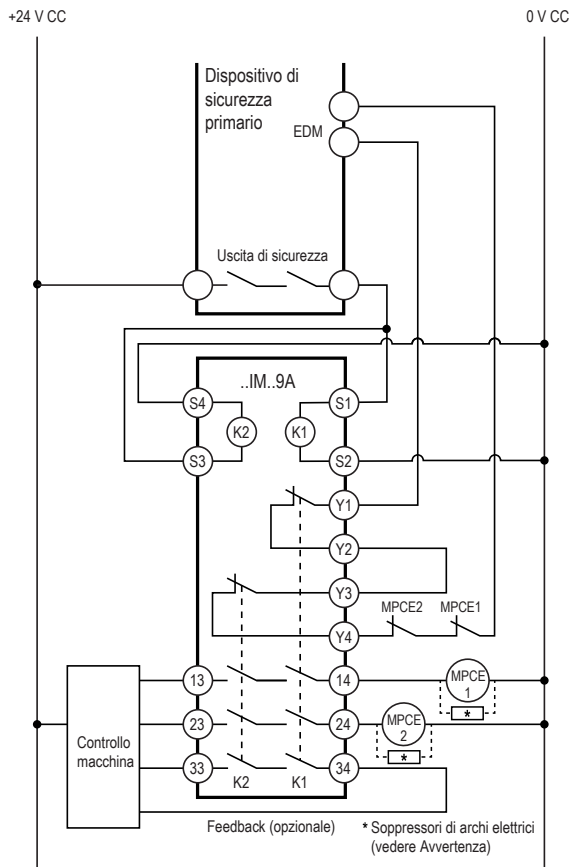 +24 V CC
0 V CC
Dispositivo di
sicurezza
primario
EDM
Uscita di sicurezza
..IM..9A
S4
S1
K2
K1
S3
S2
Y1
Y2
Y3
MPCE2
MPCE1
Y4
13
14
MPCE
1
*
23
24
MPCE
2
*
Controllo
macchina
33
K2
K1
34
Feedback (opzionale)
* Soppressori di archi elettrici
(vedere Avvertenza)